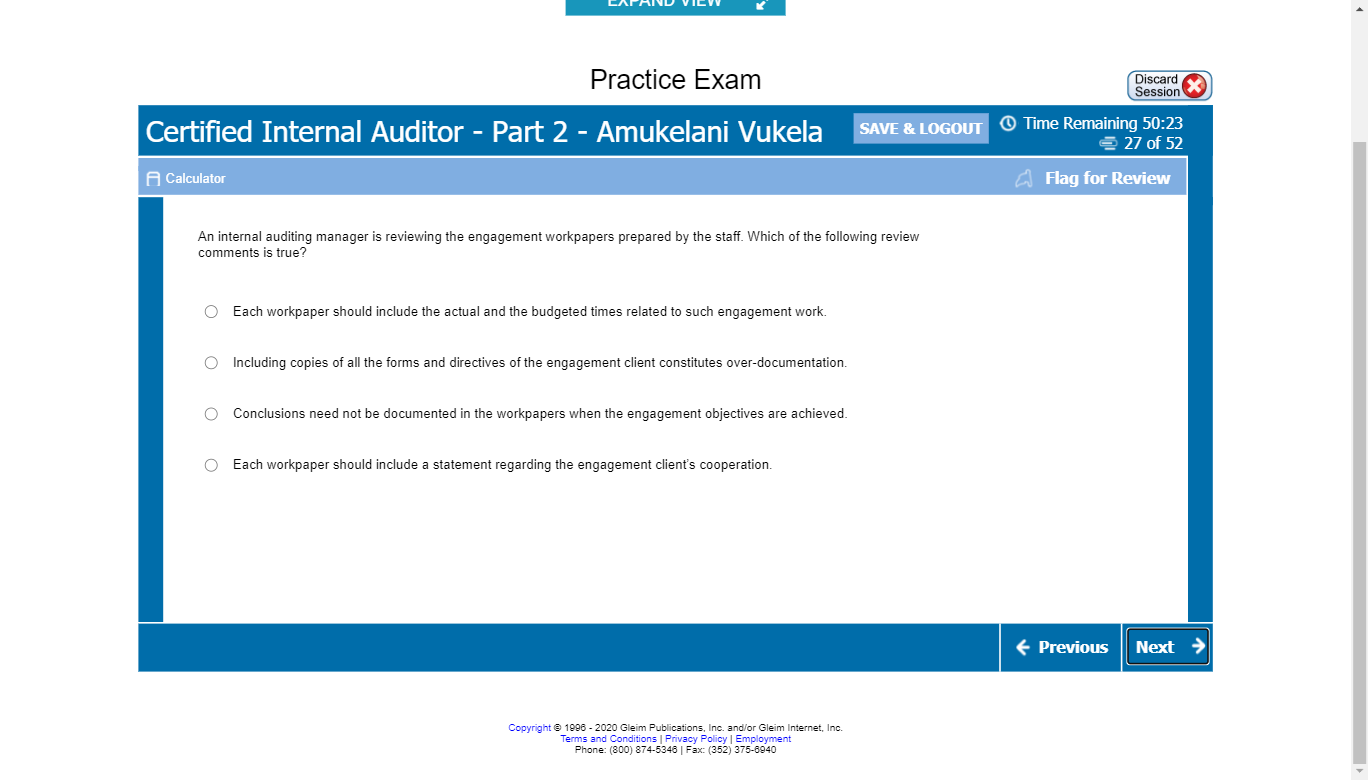 EXPAND VIEW
Practice Exam
Discard
Session
Certified Internal Auditor - Part 2 - Amukelani Vukela
SAVE & LOGOUT
Time Remaining 50:23
27 of 52
Calculator
Flag for Review
An internal auditing manager is reviewing the engagement workpapers prepared by the staff. Which of the following review
comments is true?
Each workpaper should include the actual and the budgeted times related to such engagement work.
Including copies of all the forms and directives of the engagement client constitutes over-documentation.
Conclusions need not be documented in the workpapers when the engagement objectives are achieved.
Each workpaper should include a statement regarding the engagement client's cooperation.
Previous
Next
Copyright © 1996 - 2020 Gleim Publications, Inc. and/or Gleim Internet, Inc.
Terms and Conditions | Privacy Policy | Employment
Phone: (800) 874-5346 | Fax: (352) 375-6940